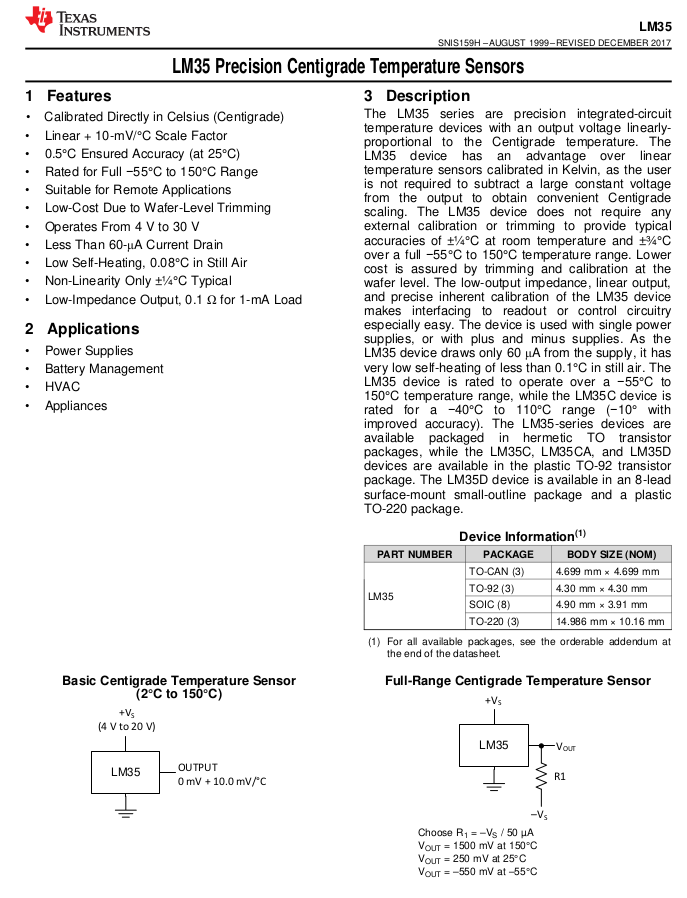 TEXAS
INSTRUMENTS
LM35
SNIS159H –AUGUST 1999–REVISED DECEMBER 2017
LM35 Precision Centigrade Temperature Sensors
1 Features
• Calibrated Directly in Celsius (Centigrade)
• Linear + 10-mV/°C Scale Factor
• 0.5°C Ensured Accuracy (at 25°C)
• Rated for Full −55°C to 150°C Range
• Suitable for Remote Applications
• Low-Cost Due to Wafer-Level Trimming
• Operates From 4 V to 30 V
• Less Than 60-μA Current Drain
• Low Self-Heating, 0.08°C in Still Air
• Non-Linearity Only ±¼°C Typical
• Low-Impedance Output, 0.1 Ω for 1-mA Load
2 Applications
• Power Supplies
• Battery Management
• HVAC
• Appliances
3 Description
The LM35 series are precision integrated-circuit
temperature devices with an output voltage linearly-
proportional to the Centigrade temperature. The
LM35 device has an advantage over linear
temperature sensors calibrated in Kelvin, as the user
is not required to subtract a large constant voltage
from the output to obtain convenient Centigrade
scaling. The LM35 device does not require any
external calibration or trimming to provide typical
accuracies of ±¼°C at room temperature and ±¾°C
over a full −55°C to 150°C temperature range. Lower
cost is assured by trimming and calibration at the
wafer level. The low-output impedance, linear output,
and precise inherent calibration of the LM35 device
makes interfacing to readout or control circuitry
especially easy. The device is used with single power
supplies, or with plus and minus supplies. As the
LM35 device draws only 60 μA from the supply, it has
very low self-heating of less than 0.1°C in still air. The
LM35 device is rated to operate over a −55°C to
150°C temperature range, while the LM35C device is
rated for a −40°C to 110°C range (−10° with
improved accuracy). The LM35-series devices are
available packaged in hermetic TO transistor
packages, while the LM35C, LM35CA, and LM35D
devices are available in the plastic TO-92 transistor
package. The LM35D device is available in an 8-lead
surface-mount small-outline package and a plastic
TO-220 package.
Device Information(1)
PART NUMBER PACKAGE BODY SIZE (NOM)
LM35
TO-CAN (3) 4.699 mm × 4.699 mm
TO-92 (3) 4.30 mm × 4.30 mm
SOIC (8) 4.90 mm × 3.91 mm
TO-220 (3) 14.986 mm × 10.16 mm
(1) For all available packages, see the orderable addendum at
the end of the datasheet.
Basic Centigrade Temperature Sensor
(2°C to 150°C)
+VS
(4 V to 20 V)
LM35
OUTPUT
0 mV + 10.0 mV/°C
Full-Range Centigrade Temperature Sensor
+VS
LM35
VOUT
R1
–VS
Choose R1 = –VS / 50 μA
VOUT = 1500 mV at 150°C
VOUT = 250 mV at 25°C
VOUT = –550 mV at –55°C